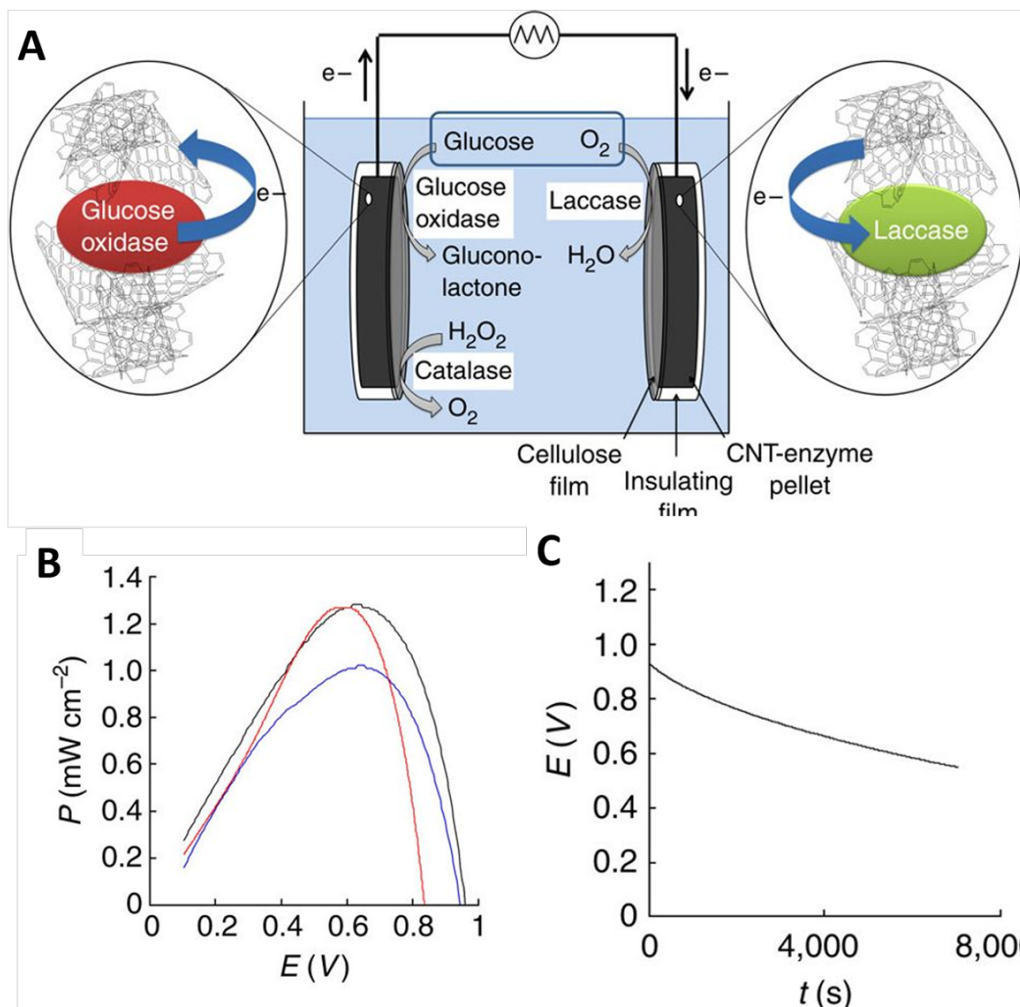 A
e–
e–
Glucose O₂
Glucose
oxidase
Laccase
Glucono-
lactone
H₂O
H₂O₂
Catalase
O₂
Glucose
oxidase
e–
e–
Laccase
Cellulose
film
Insulating
film
CNT-enzyme
pellet
B
1.4
1.2
1.0
0.8
0.6
0.4
0.2
0
P (mW cm⁻²)
0 0.2 0.4 0.6 0.8 1
E (V)
C
1.2
1.0
0.8
0.6
0.4
0.2
0
E (V)
0 4,000 8,00
t (s)